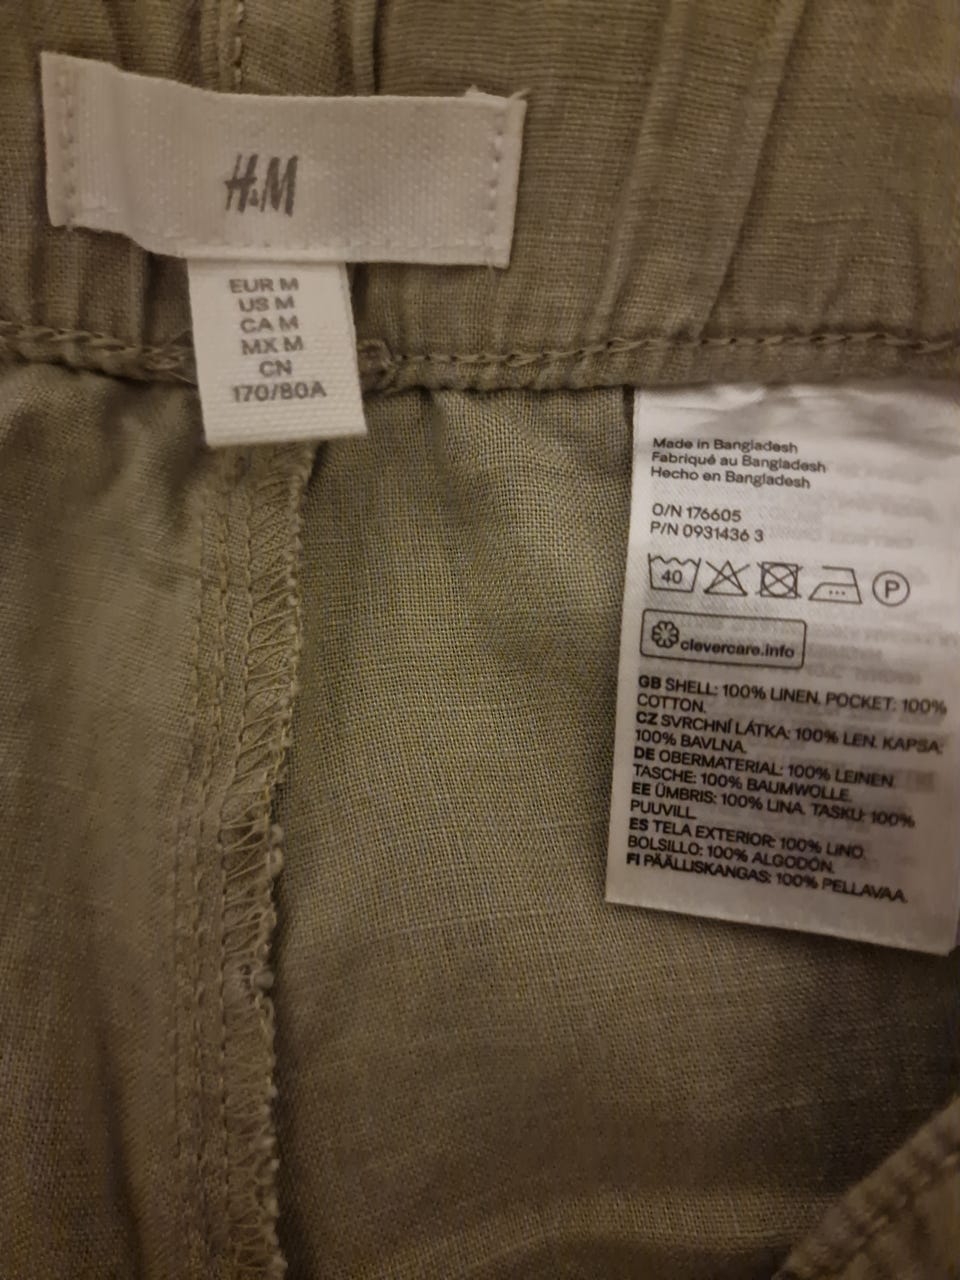 H&M
EUR M
US M
CA M
MX M
CN
170/80A
Made in Bangladesh
Fabriqué au Bangladesh
Hecho en Bangladesh
O/N 176605
P/N 0931436 3
40
P
clevercare.info
GB SHELL: 100% LINEN. POCKET: 100%
COTTON.
CZ SVRCHNÍ LÁTKA: 100% LEN. KAPSA:
100% BAVLNA.
DE OBERMATERIAL: 100% LEINEN.
TASCHE: 100% BAUMWOLLE.
EE ÜMBRIS: 100% LINA. TASKU: 100%
PUUVILL.
ES TELA EXTERIOR: 100% LINO.
BOLSILLO: 100% ALGODÓN.
FI PÄÄLLISKANGAS: 100% PELLAVAA.